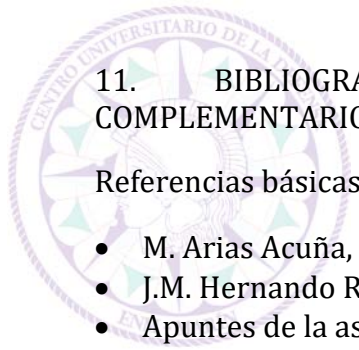 11. BIBLIOGRA
COMPLEMENTARIO
Referencias básicas
• M. Arias Acuña,
• J.M. Hernando R
• Apuntes de la as
CENTRO UNIVERSITARIO DE LA